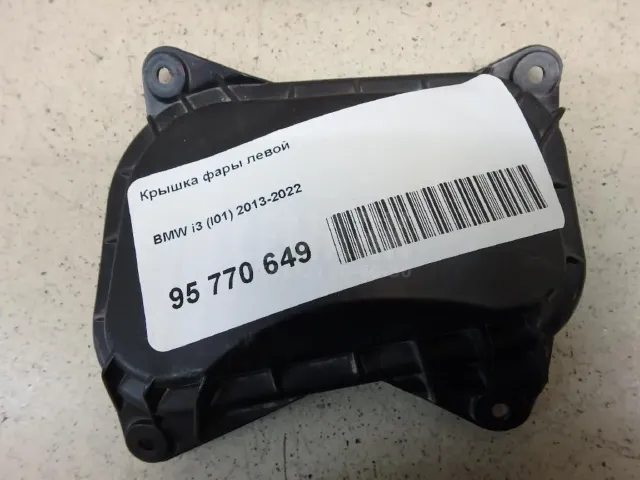 Крышка фары левой
BMW i3 (I01) 2013-2022
95 770 649